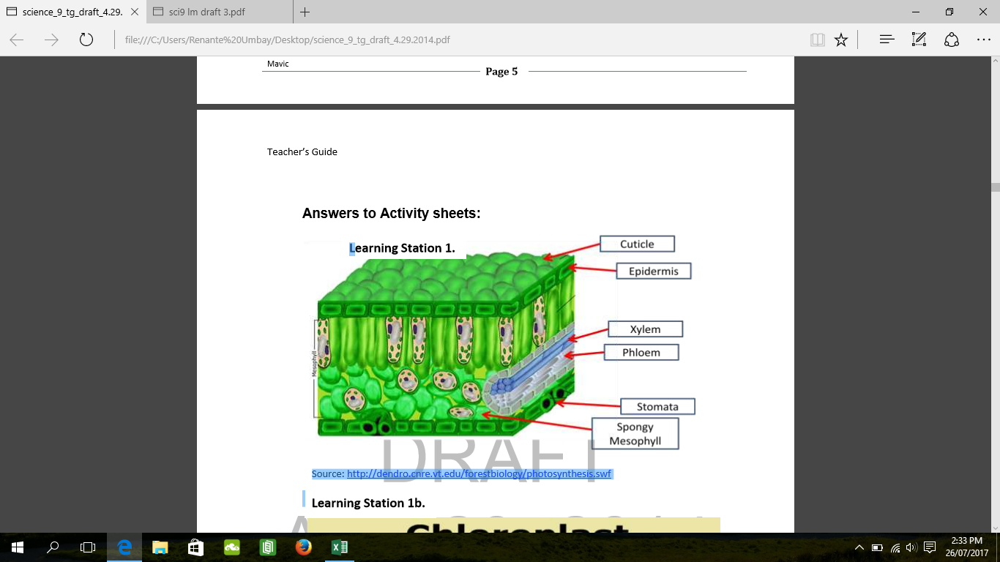 science_9_tg_draft_4.29.
sci9 lm draft 3.pdf
file:///C:/Users/Renante%20Umbay/Desktop/science_9_tg_draft_4.29.2014.pdf
Mavic
Page 5
Teacher's Guide
Answers to Activity sheets:
Learning Station 1.
Cuticle
Epidermis
Xylem
Phloem
Mesophyll
Stomata
Spongy
Mesophyll
DRAFT
Source: http://dendro.cnre.vt.edu/forestbiology/photosynthesis.swf
Learning Station 1b.
Chloroplast
2:33 PM
26/07/2017